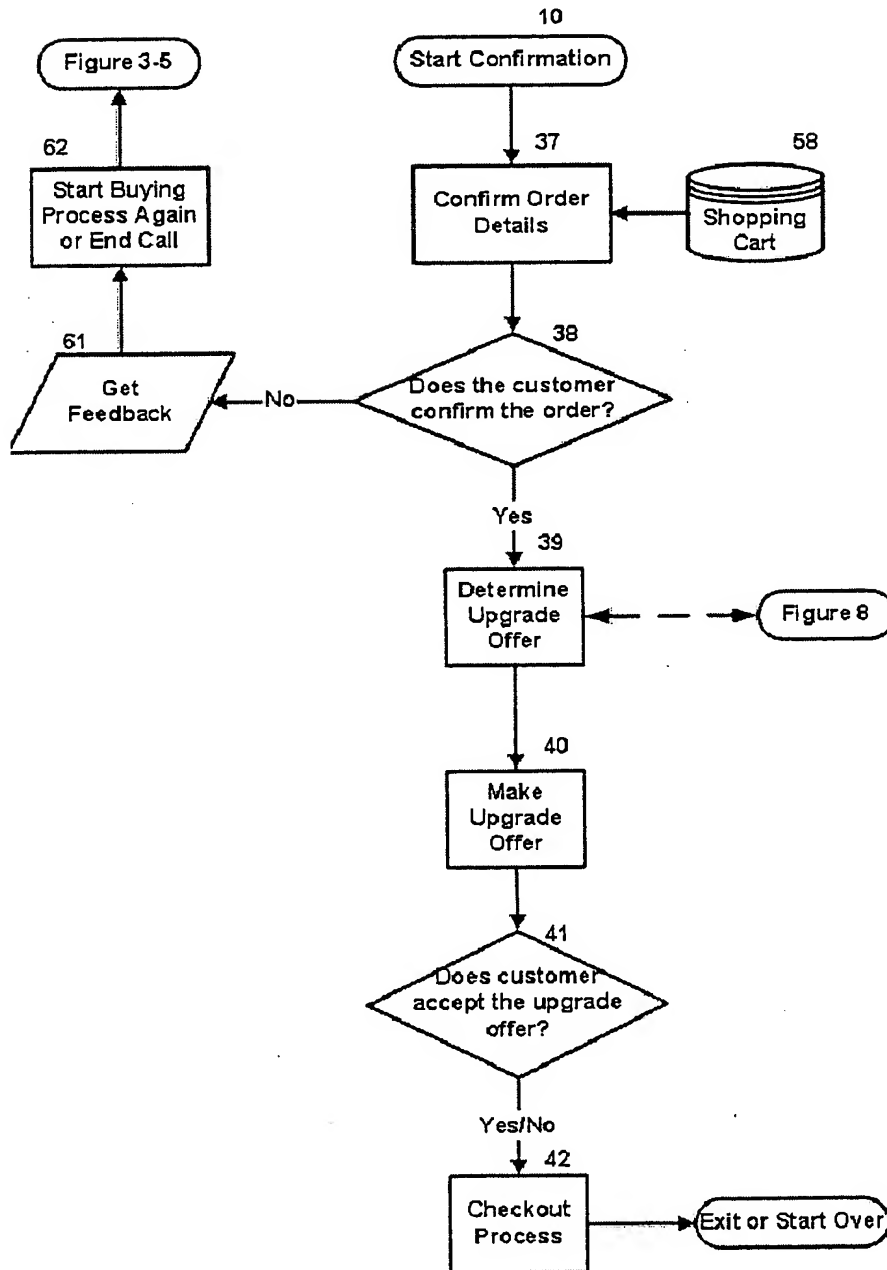 10
Start Confirmation
Figure 3-5
62
Start Buying
Process Again
or End Call
37
Confirm Order
Details
58
Shopping
Cart
61
Get
Feedback
No
38
Does the customer
confirm the order?
Yes
39
Determine
Upgrade
Offer
Figure 8
40
Make
Upgrade
Offer
41
Does customer
accept the upgrade
offer?
Yes/No
42
Checkout
Process
Exit or Start Over